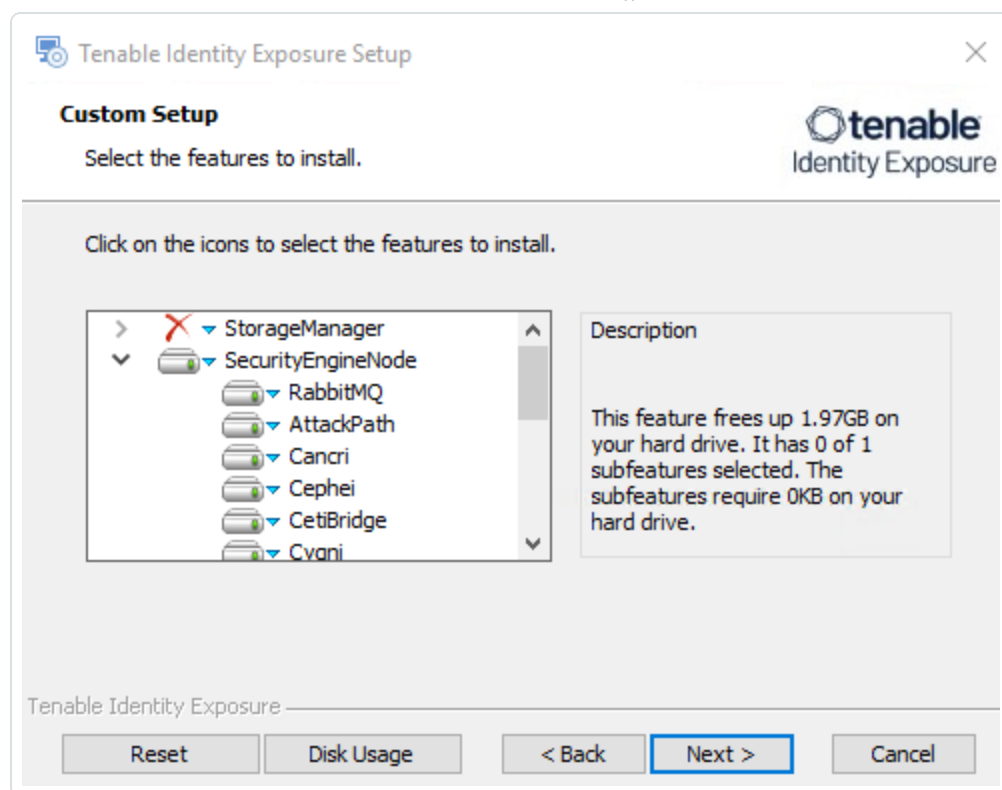 Tenable Identity Exposure Setup
Custom Setup
Select the features to install.
tenable
Identity Exposure
Click on the icons to select the features to install.
StorageManager
SecurityEngineNode
RabbitMQ
AttackPath
Cancri
Cephei
CetiBridge
Cygni
Description
This feature frees up 1.97GB on
your hard drive. It has 0 of 1
subfeatures selected. The
subfeatures require 0KB on your
hard drive.
Tenable Identity Exposure
Reset
Disk Usage
< Back
Next >
Cancel